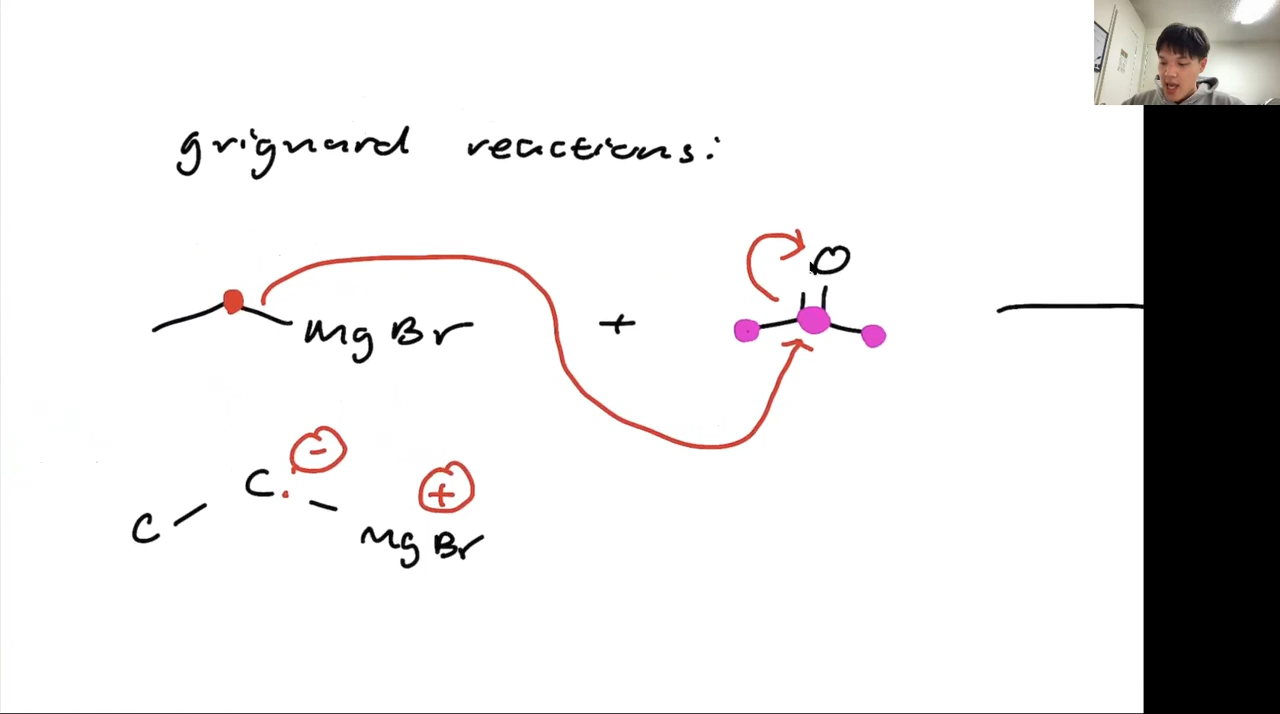 grignard reactions:
MgBr + O
C C. -
+
MgBr